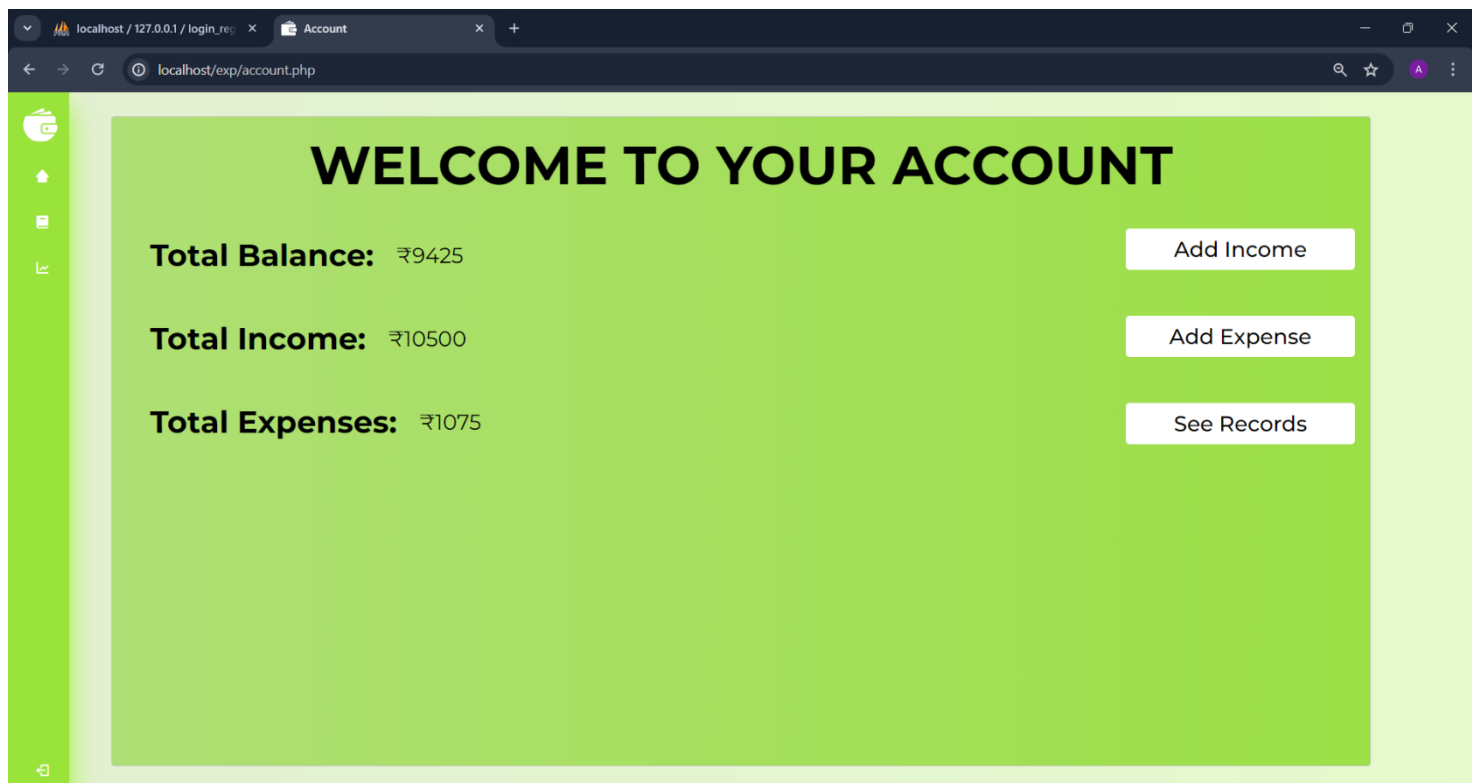 localhost / 127.0.0.1 / login_reg
Account
localhost/exp/account.php
A
WELCOME TO YOUR ACCOUNT
Total Balance: ₹9425
Add Income
Total Income: ₹10500
Add Expense
Total Expenses: ₹1075
See Records